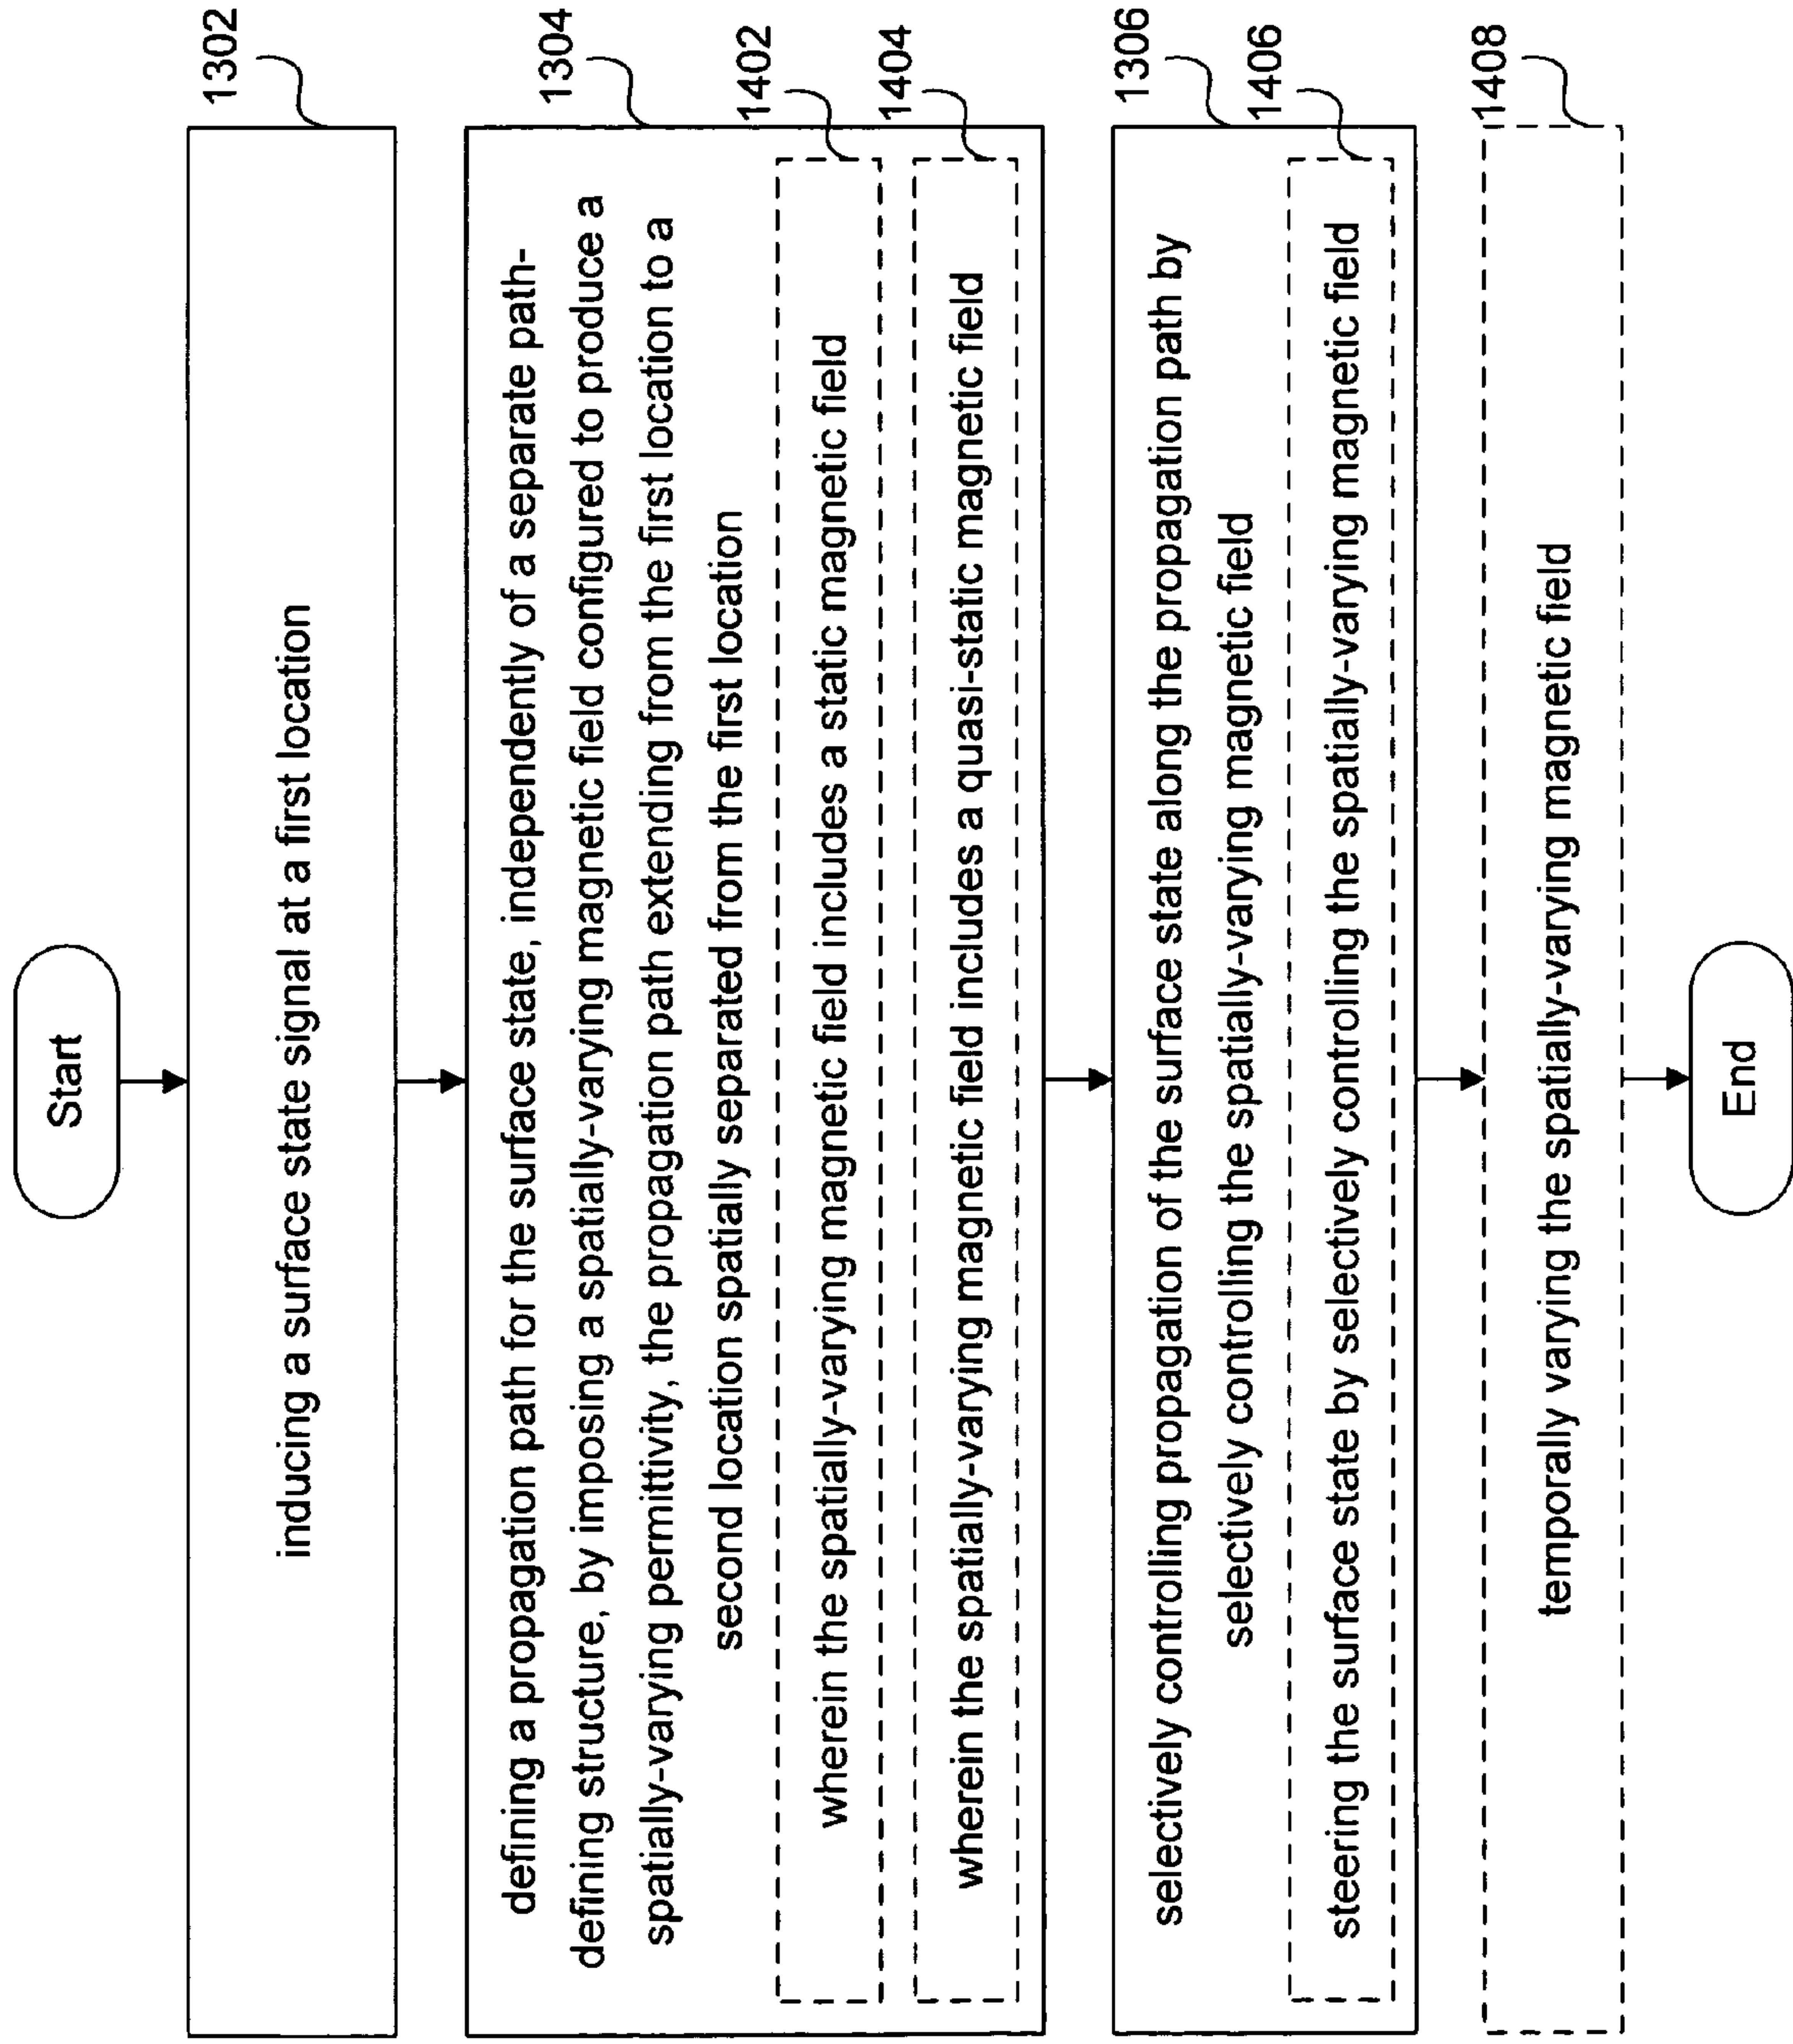 Start
1302
inducing a surface state signal at a first location
1304
defining a propagation path for the surface state, independently of a separate path-
defining structure, by imposing a spatially-varying magnetic field configured to produce a
spatially-varying permittivity, the propagation path extending from the first location to a
second location spatially separated from the first location
1402
wherein the spatially-varying magnetic field includes a static magnetic field
1404
wherein the spatially-varying magnetic field includes a quasi-static magnetic field
1306
selectively controlling propagation of the surface state along the propagation path by
selectively controlling the spatially-varying magnetic field
1406
steering the surface state by selectively controlling the spatially-varying magnetic field
1408
temporally varying the spatially-varying magnetic field
End